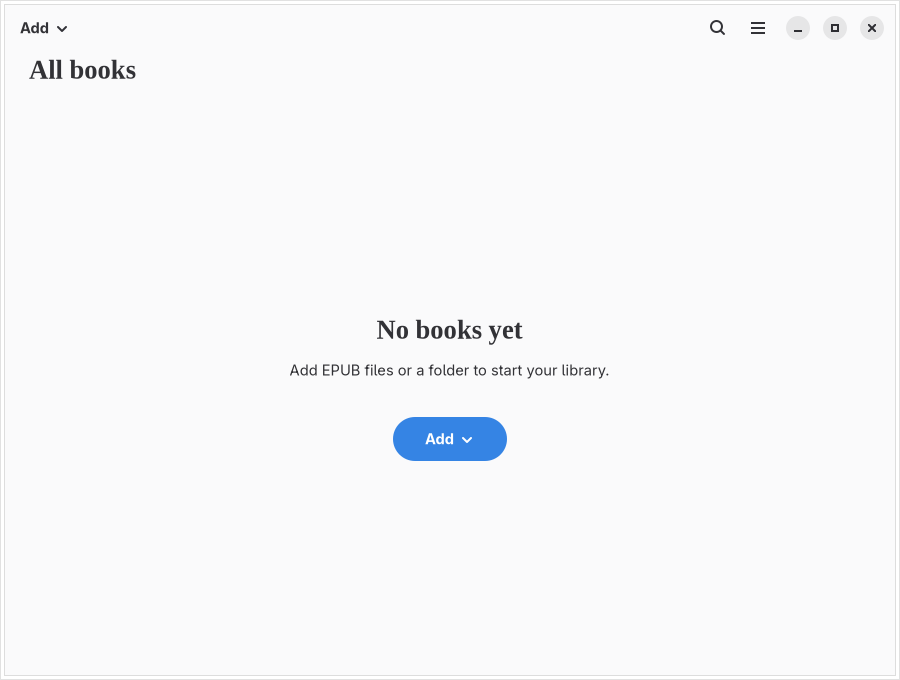 Add
All books
No books yet
Add EPUB files or a folder to start your library.
Add